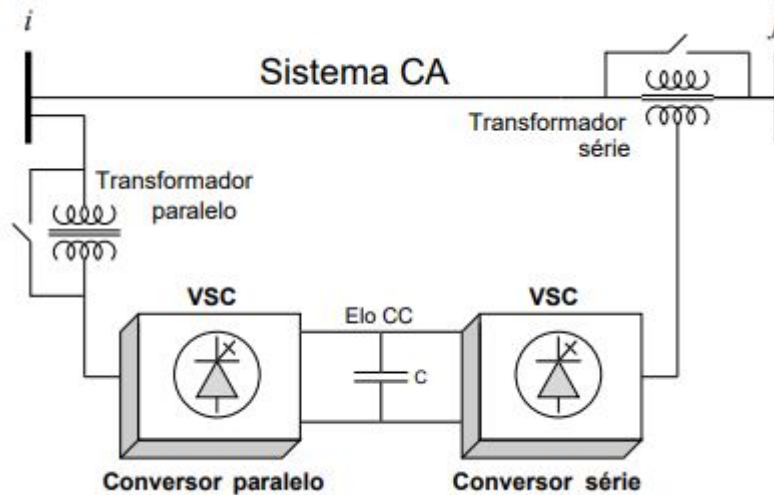 i
Sistema CA
Transformador
série
Transformador
paralelo
VSC
VSC
Elo CC
C
Conversor paralelo
Conversor série